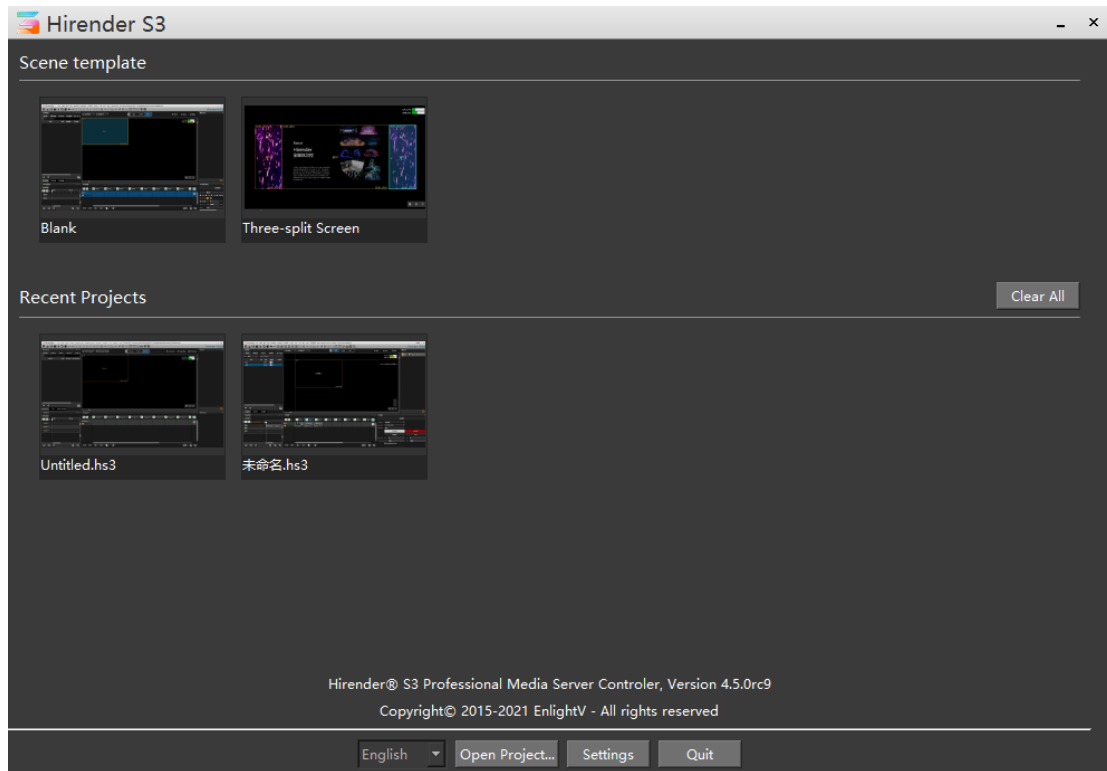 Hirender S3
Scene template
Blank
Three-split Screen
Recent Projects
Clear All
Untitled.hs3
未命名.hs3
Hirender® S3 Professional Media Server Controler, Version 4.5.0rc9
Copyright© 2015-2021 EnlightV - All rights reserved
English
Open Project...
Settings
Quit